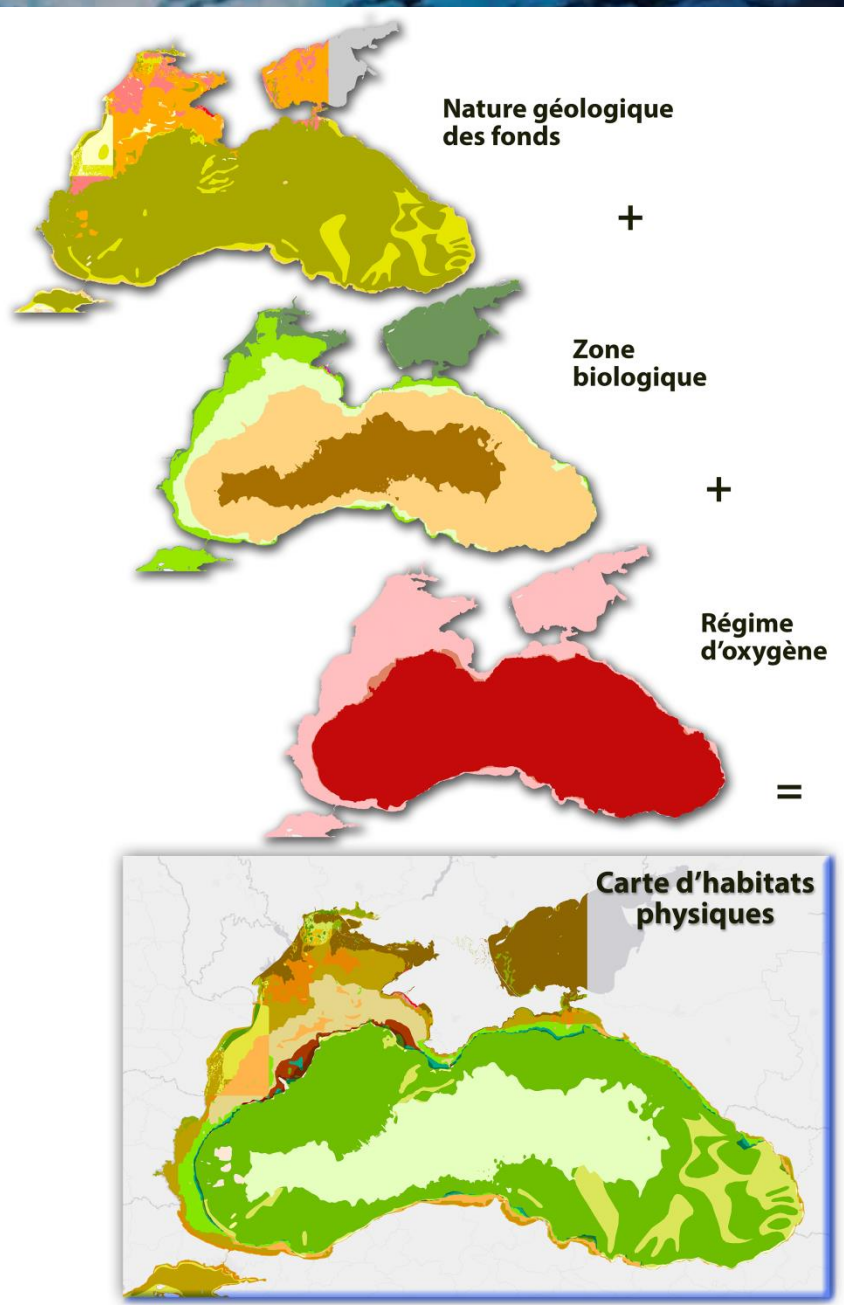 Nature géologique
des fonds
+
Zone
biologique
+
Régime
d'oxygène
=
Carte d'habitats
physiques